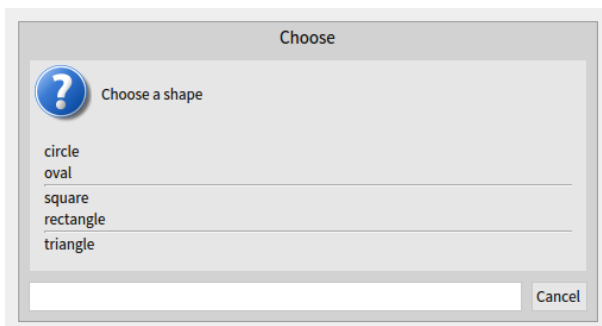 Choose
?
Choose a shape
circle
oval
square
rectangle
triangle
Cancel